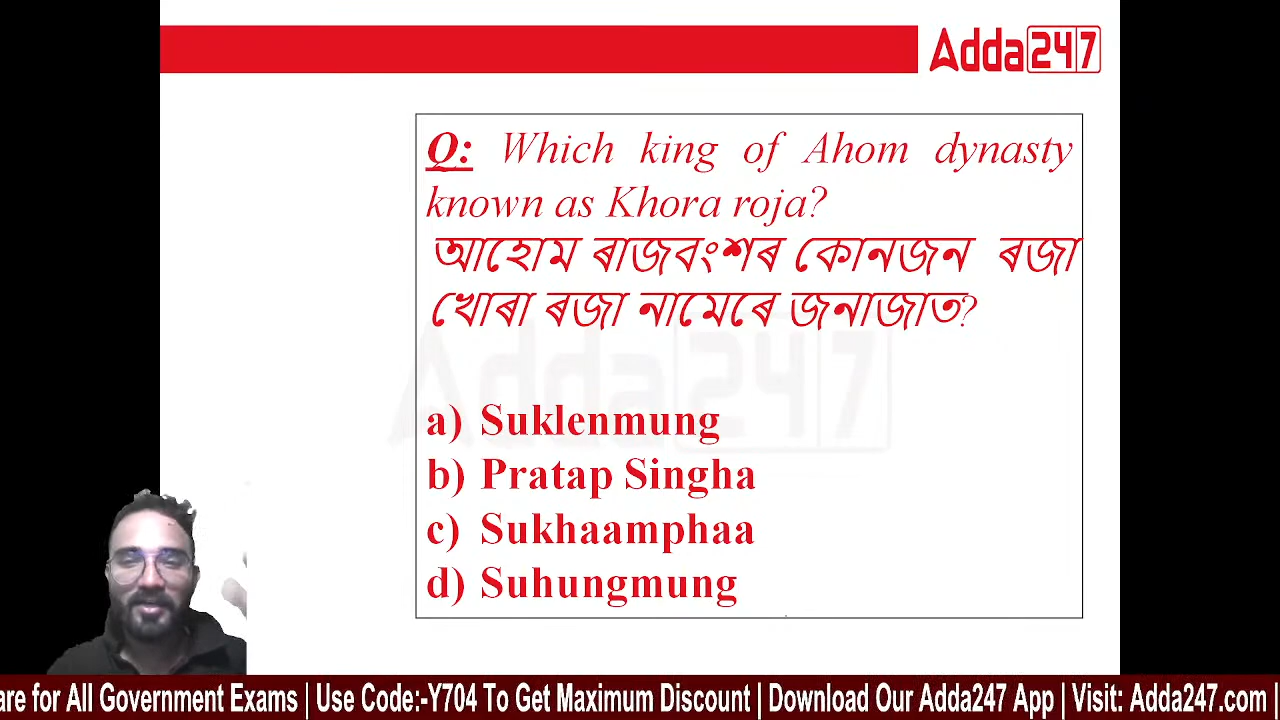 Adda247
Q: Which king of Ahom dynasty
known as Khora roja?
আহোম ৰাজবংশৰ কোনজন ৰজা
খোৰা ৰজা নামেৰে জনাজাত?
Adda247
a) Suklenmung
b) Pratap Singha
c) Sukhaamphaa
d) Suhungmung
are for All Government Exams | Use Code:-Y704 To Get Maximum Discount | Download Our Adda247 App | Visit: Adda247.com |